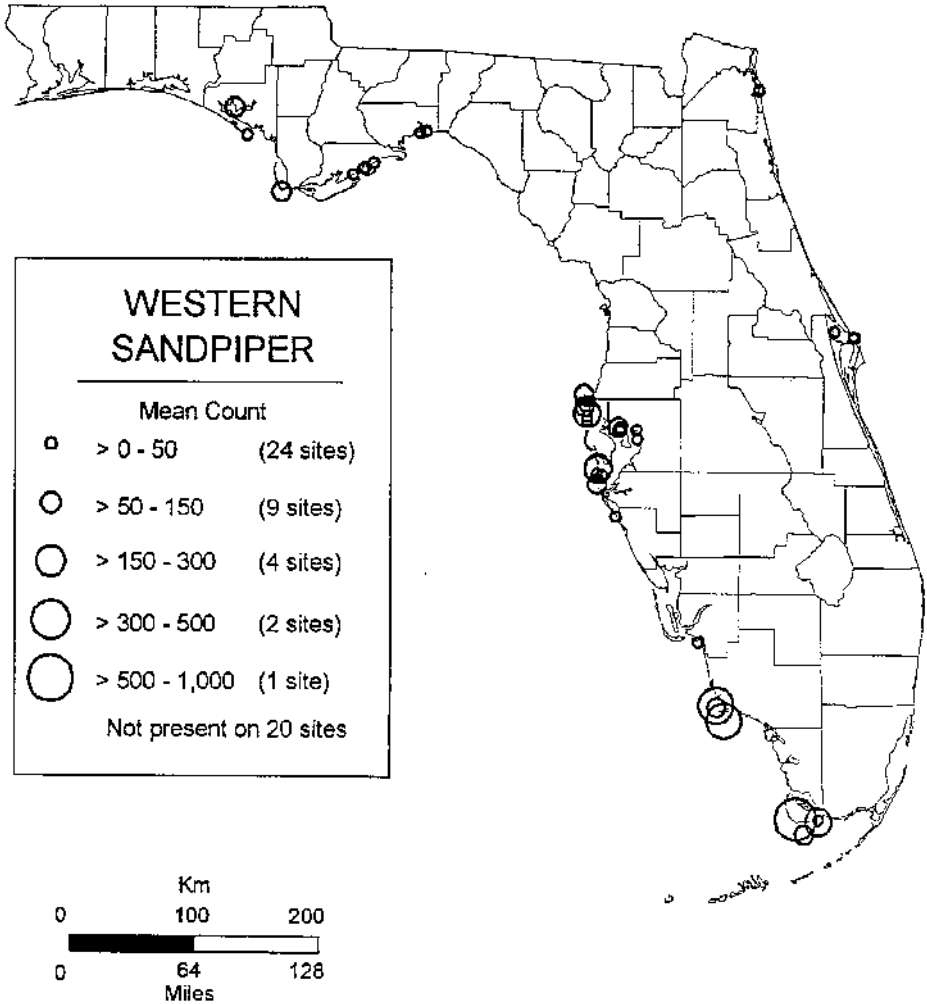 WESTERN
SANDPIPER
Mean Count
> 0 - 50 (24 sites)
> 50 - 150 (9 sites)
> 150 - 300 (4 sites)
> 300 - 500 (2 sites)
> 500 - 1,000 (1 site)
Not present on 20 sites
Km
0 100 200
0 64 128
Miles